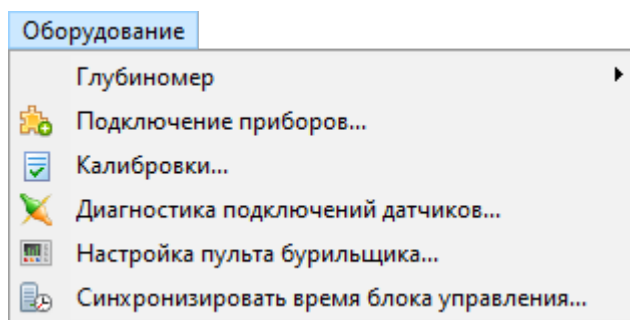 Оборудование
Глубиномер
Подключение приборов...
Калибровки...
Диагностика подключений датчиков...
Настройка пульта бурильщика...
Синхронизировать время блока управления...